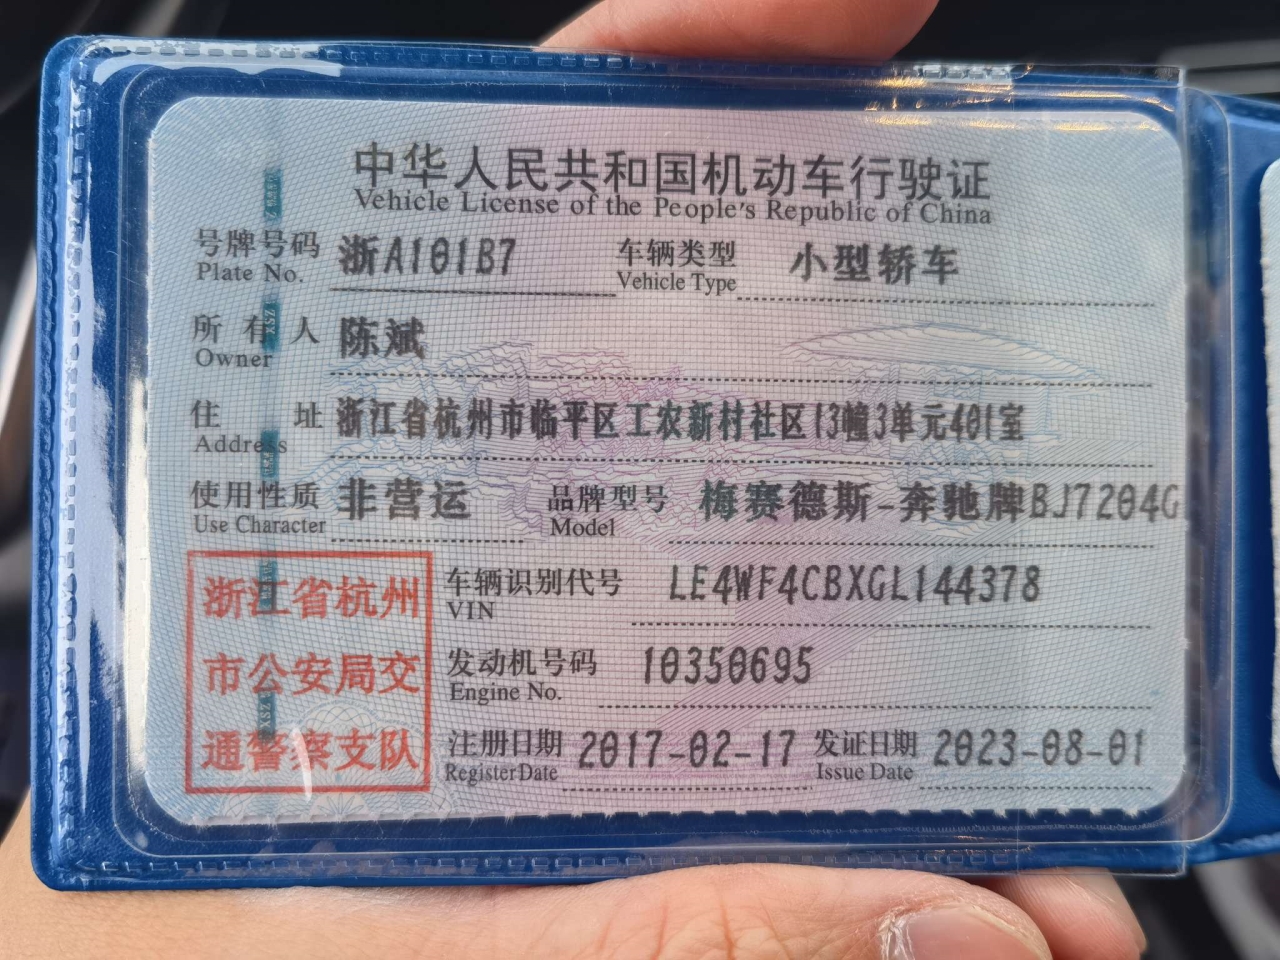 中华人民共和国机动车行驶证
Vehicle License of the People's Republic of China
号牌号码 浙A101B7 车辆类型 小型轿车
Plate No. Vehicle Type
所有人 陈斌
Owner
住址 浙江省杭州市临平区工农新村社区13幢3单元401室
Address
使用性质 非营运 品牌型号 梅赛德斯-奔驰牌BJ7204G
Use Character Model
浙江省杭州
市公安局交
通警察支队
车辆识别代号 LE4WF4CBXGL144378
VIN
发动机号码 10350695
Engine No.
注册日期 2017-02-17 发证日期 2023-08-01
Register Date Issue Date
XSZ
XSZ